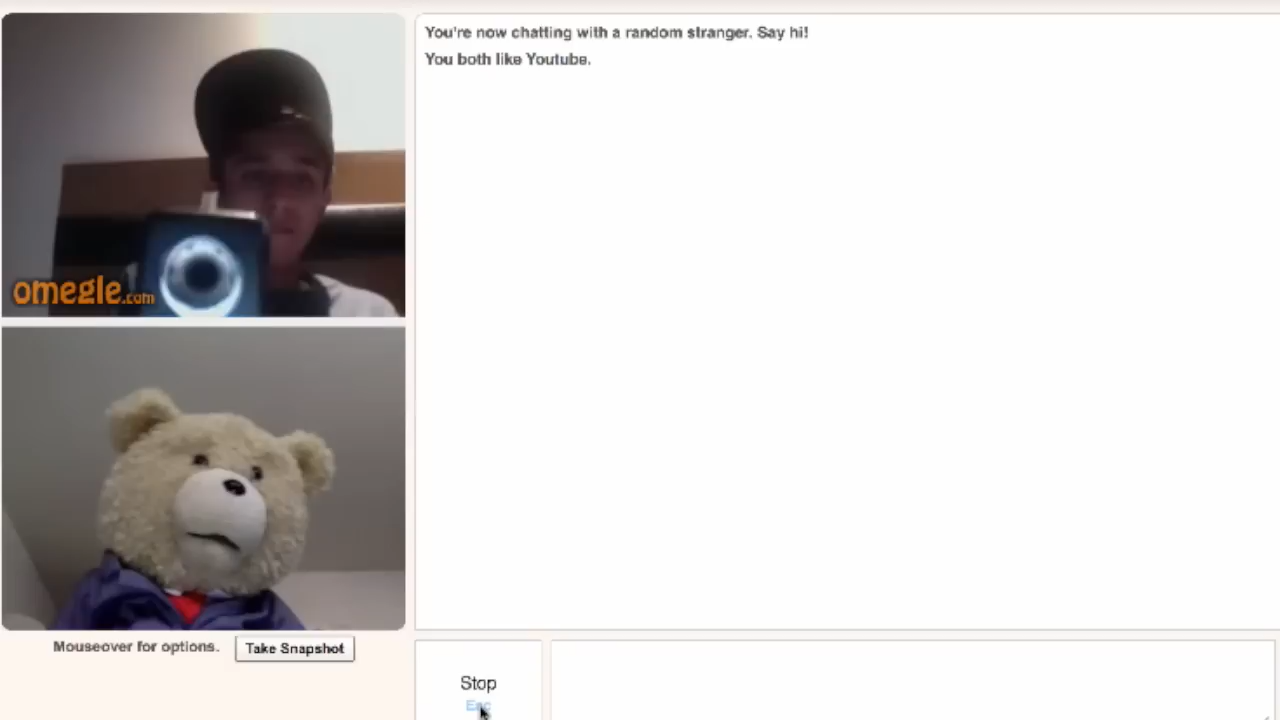 You're now chatting with a random stranger. Say hi!
You both like Youtube.
omegle.com
Mouseover for options.
Take Snapshot
Stop
Esc